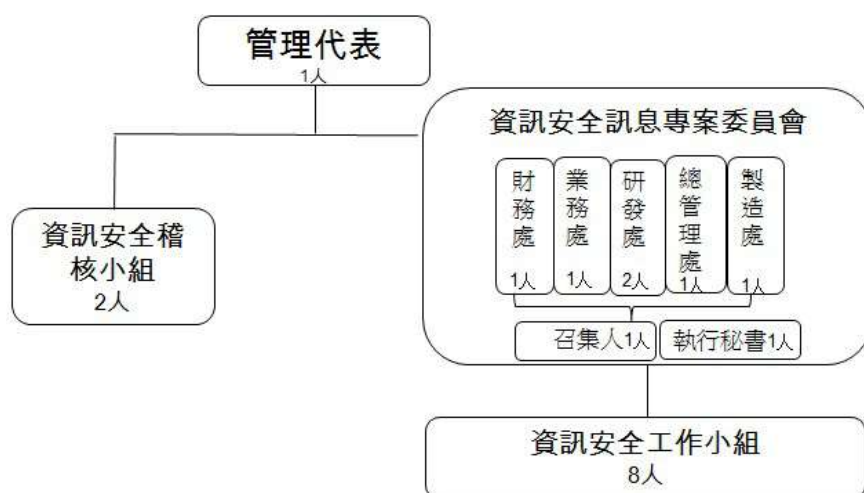 管理代表
1人
資訊安全訊息專案委員會
財務處
1人
業務處
1人
研發處
2人
總管理處
1人
製造處
1人
召集人1人
執行秘書1人
資訊安全稽
核小組
2人
資訊安全工作小組
8人